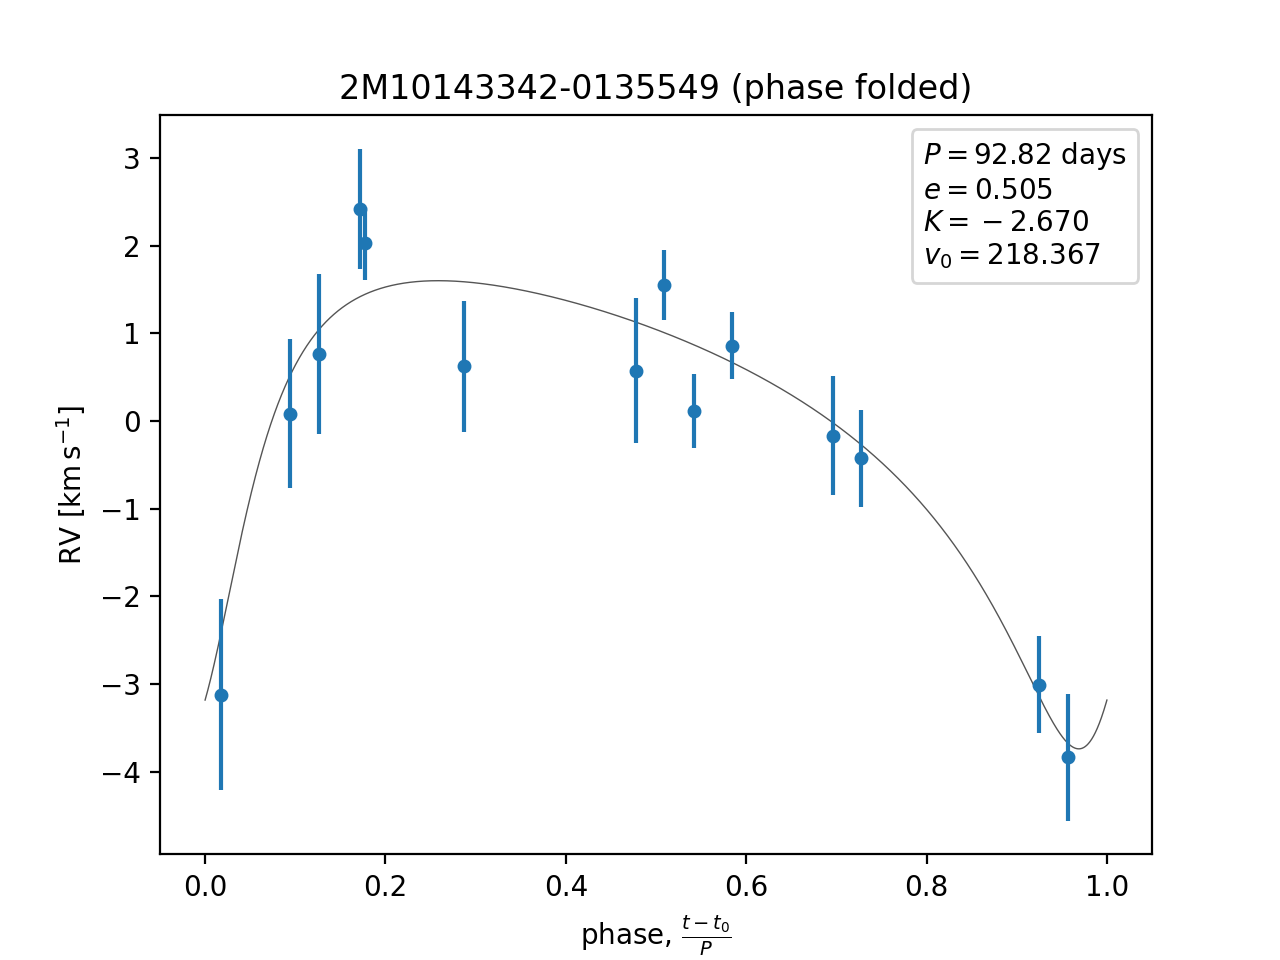 2M10143342-0135549 (phase folded)
P = 92.82 days
e = 0.505
K = −2.670
v₀ = 218.367
RV [km s⁻¹]
3
2
1
0
−1
−2
−3
−4
0.0 0.2 0.4 0.6 0.8 1.0
phase, (t − t₀)/P